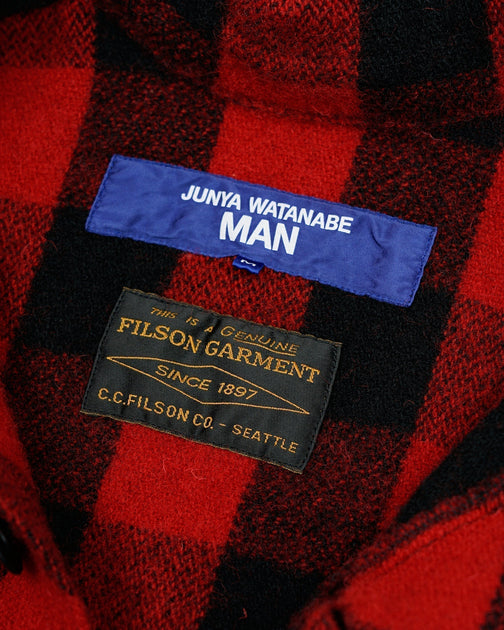 JUNYA WATANABE
MAN
M
THIS IS A GENUINE
FILSON GARMENT
SINCE 1897
C.C.FILSON CO. - SEATTLE